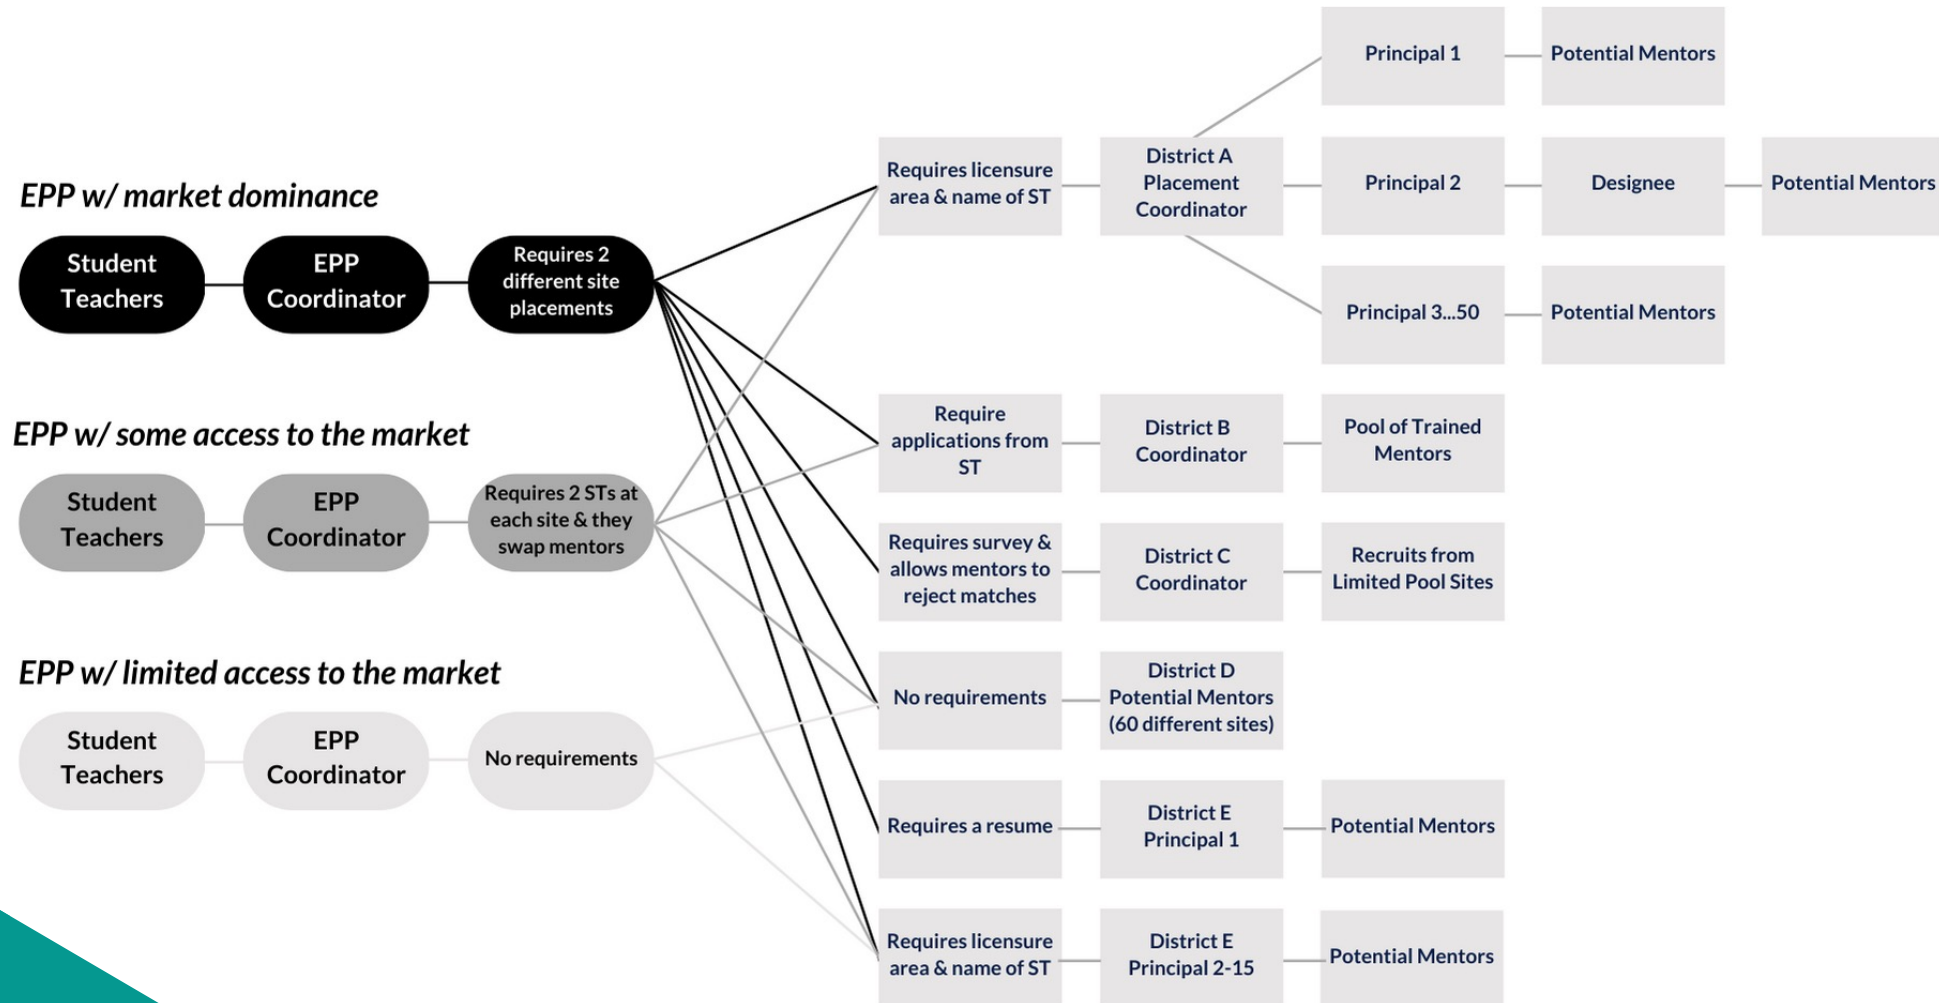 EPP w/ market dominance
Student
Teachers
EPP
Coordinator
Requires 2
different site
placements
EPP w/ some access to the market
Student
Teachers
EPP
Coordinator
Requires 2 STs at
each site & they
swap mentors
EPP w/ limited access to the market
Student
Teachers
EPP
Coordinator
No requirements
Requires licensure
area & name of ST
District A
Placement
Coordinator
Principal 1
Potential Mentors
Principal 2
Designee
Potential Mentors
Principal 3...50
Potential Mentors
Require
applications from
ST
District B
Coordinator
Pool of Trained
Mentors
Requires survey &
allows mentors to
reject matches
District C
Coordinator
Recruits from
Limited Pool Sites
No requirements
District D
Potential Mentors
(60 different sites)
Requires a resume
District E
Principal 1
Potential Mentors
Requires licensure
area & name of ST
District E
Principal 2-15
Potential Mentors